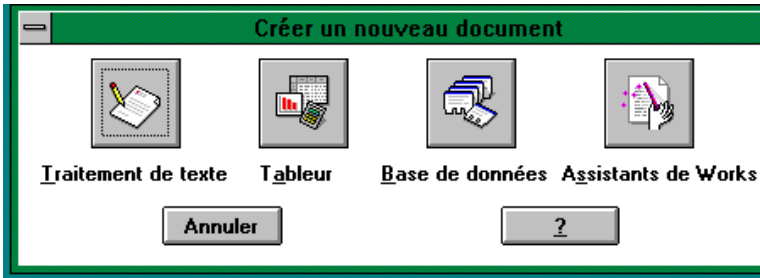 Créer un nouveau document
Traitement de texte Tableur Base de données Assistants de Works
Annuler ?